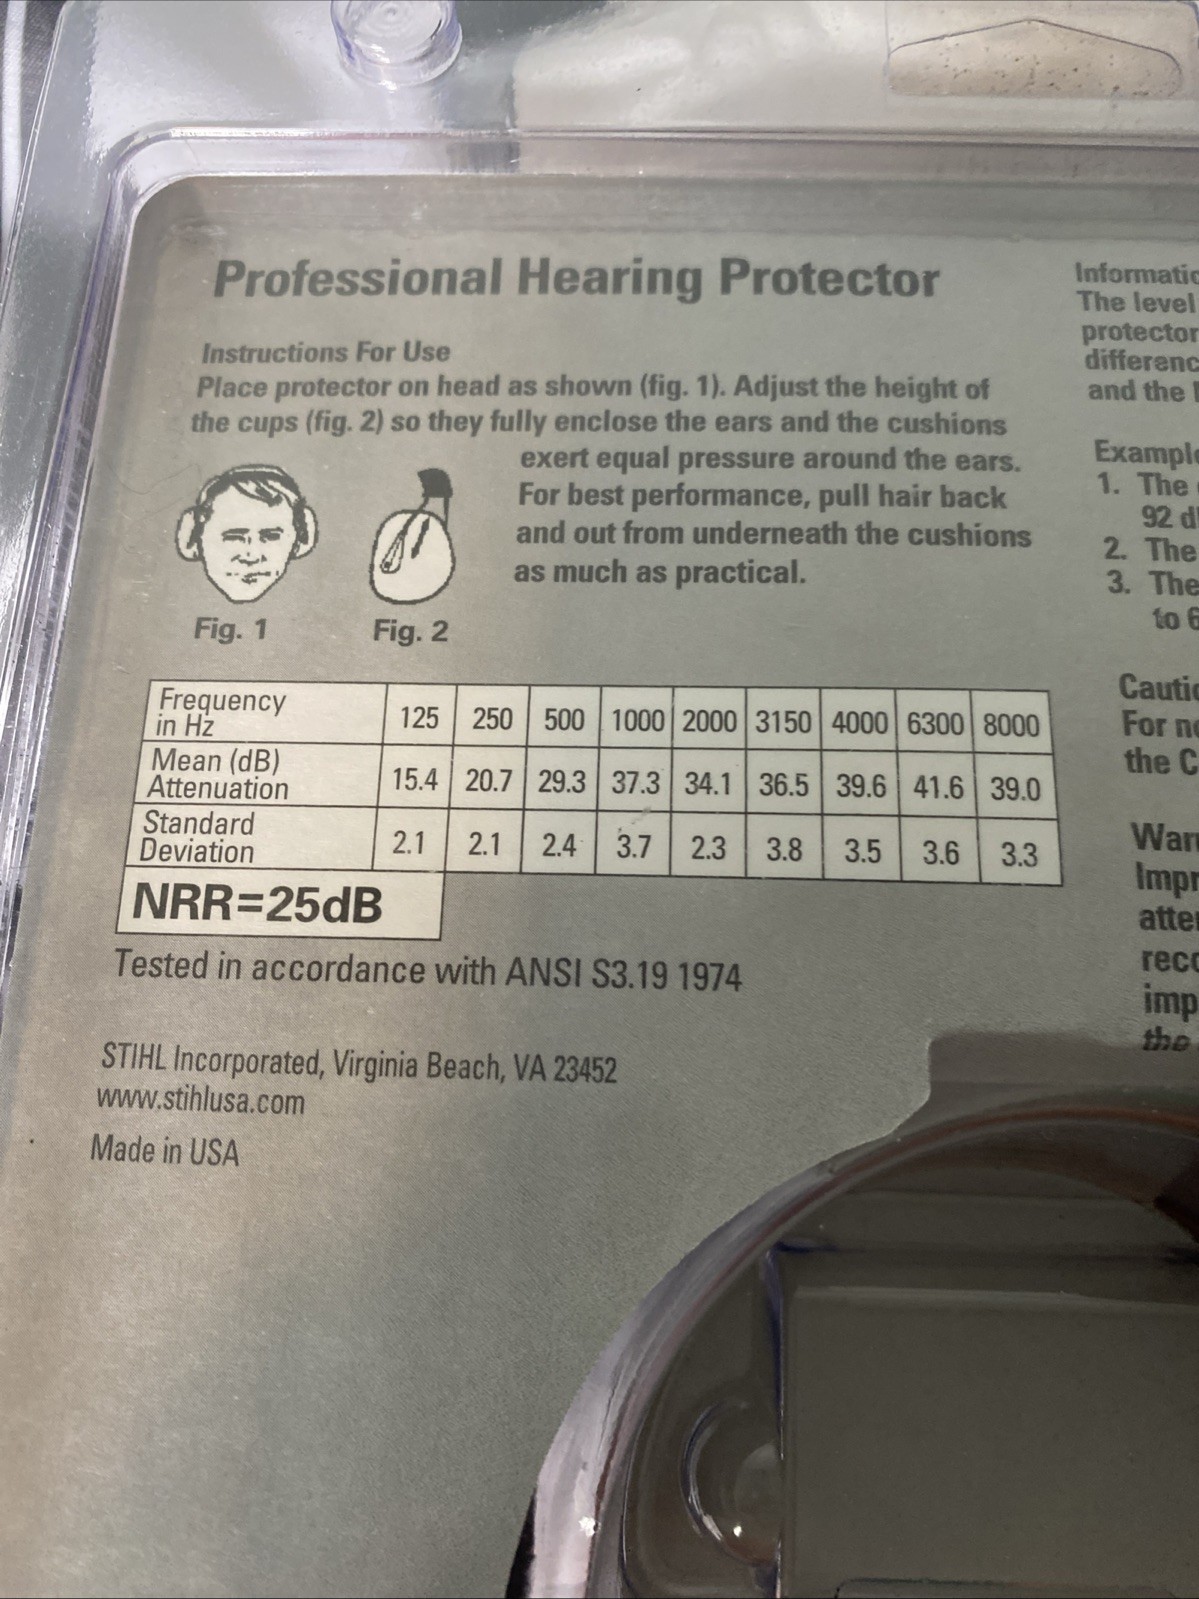 Professional Hearing Protector
Instructions For Use
Place protector on head as shown (fig. 1). Adjust the height of
the cups (fig. 2) so they fully enclose the ears and the cushions
exert equal pressure around the ears.
For best performance, pull hair back
and out from underneath the cushions
as much as practical.
Fig. 1 Fig. 2
Frequency
in Hz 125 250 500 1000 2000 3150 4000 6300 8000
Mean (dB)
Attenuation 15.4 20.7 29.3 37.3 34.1 36.5 39.6 41.6 39.0
Standard
Deviation 2.1 2.1 2.4 3.7 2.3 3.8 3.5 3.6 3.3
NRR=25dB
Tested in accordance with ANSI S3.19 1974
STIHL Incorporated, Virginia Beach, VA 23452
www.stihlusa.com
Made in USA
The level
protector
and the
1. The
92
2. The
3. The
to
For
the
the